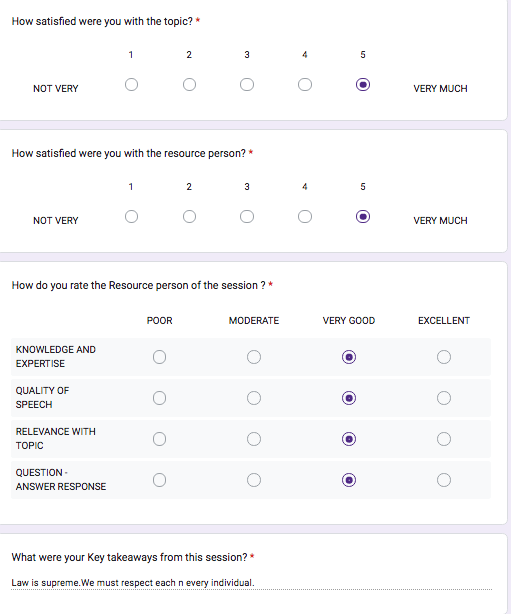 How satisfied were you with the topic? *
1 2 3 4 5
NOT VERY VERY MUCH
How satisfied were you with the resource person? *
1 2 3 4 5
NOT VERY VERY MUCH
How do you rate the Resource person of the session ? *
POOR MODERATE VERY GOOD EXCELLENT
KNOWLEDGE AND
EXPERTISE
QUALITY OF
SPEECH
RELEVANCE WITH
TOPIC
QUESTION -
ANSWER RESPONSE
What were your Key takeaways from this session? *
Law is supreme.We must respect each n every individual.